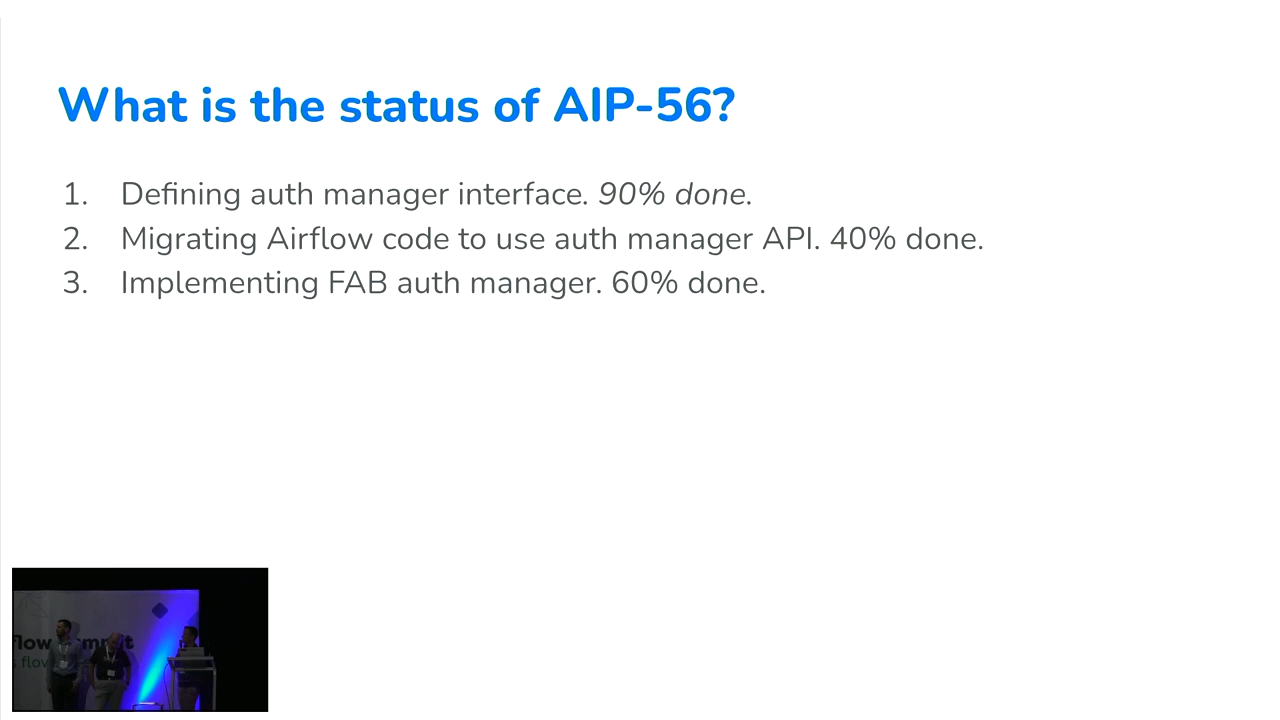 What is the status of AIP-56?
1. Defining auth manager interface. 90% done.
2. Migrating Airflow code to use auth manager API. 40% done.
3. Implementing FAB auth manager. 60% done.
flow